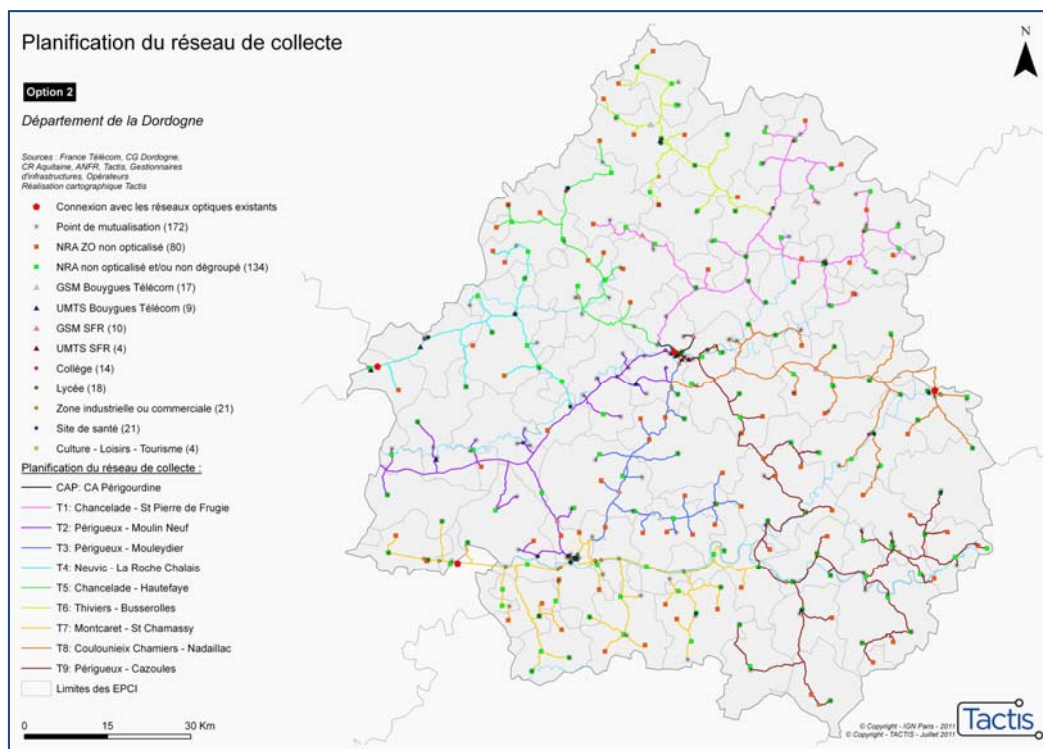 Planification du réseau de collecte
N
Option 2
Département de la Dordogne
Sources : France Télécom, CG Dordogne,
CR Aquitaine, ANFR, Tactis, Gestionnaires
d'infrastructures, Opérateurs
Réalisation cartographique Tactis
Connexion avec les réseaux optiques existants
Point de mutualisation (172)
NRA ZO non opticalisé (80)
NRA non opticalisé et/ou non dégroupé (134)
GSM Bouygues Télécom (17)
UMTS Bouygues Télécom (9)
GSM SFR (10)
UMTS SFR (4)
Collège (14)
Lycée (18)
Zone industrielle ou commerciale (21)
Site de santé (21)
Culture - Loisirs - Tourisme (4)
Planification du réseau de collecte :
CAP: CA Périgourdine
T1: Chancelade - St Pierre de Frugie
T2: Périgueux - Moulin Neuf
T3: Périgueux - Mouleydier
T4: Neuvic - La Roche Chalais
T5: Chancelade - Hautefaye
T6: Thiviers - Busserolles
T7: Montcaret - St Chamassy
T8: Coulounieix Chamiers - Nadaillac
T9: Périgueux - Cazoules
Limites des EPCI
0 15 30 Km
© Copyright - IGN Paris - 2011
© Copyright - TACTIS - Juillet 2011
Tactis